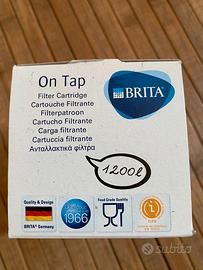 On Tap
BRITA
Filter Cartridge
Cartouche Filtrante
Filterpatroon
Cartucho Filtrante
Carga filtrante
Cartuccia filtrante
Ανταλλακτικά φίλτρα
1200ℓ
Quality & Design
1966
Food Grade Quality
TIPS
BRITA® Germany
subito